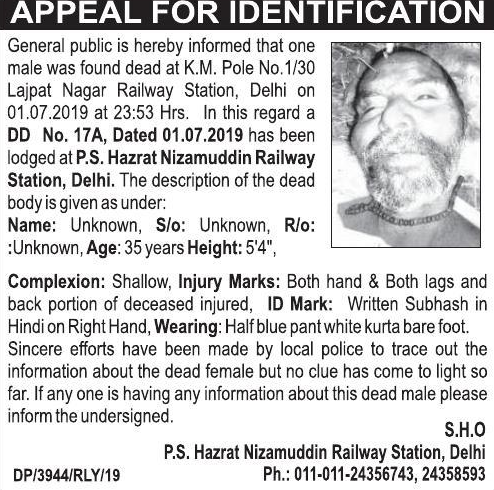 APPEAL FOR IDENTIFICATION
General public is hereby informed that one
male was found dead at K.M. Pole No.1/30
Lajpat Nagar Railway Station, Delhi on
01.07.2019 at 23:53 Hrs. In this regard a
DD No. 17A, Dated 01.07.2019 has been
lodged at P.S. Hazrat Nizamuddin Railway
Station, Delhi. The description of the dead
body is given as under:
Name: Unknown, S/o: Unknown, R/o:
:Unknown, Age: 35 years Height: 5'4",
Complexion: Shallow, Injury Marks: Both hand & Both lags and
back portion of deceased injured, ID Mark: Written Subhash in
Hindi on Right Hand, Wearing: Half blue pant white kurta bare foot.
Sincere efforts have been made by local police to trace out the
information about the dead female but no clue has come to light so
far. If any one is having any information about this dead male please
inform the undersigned.
S.H.O
P.S. Hazrat Nizamuddin Railway Station, Delhi
DP/3944/RLY/19 Ph.: 011-011-24356743, 24358593